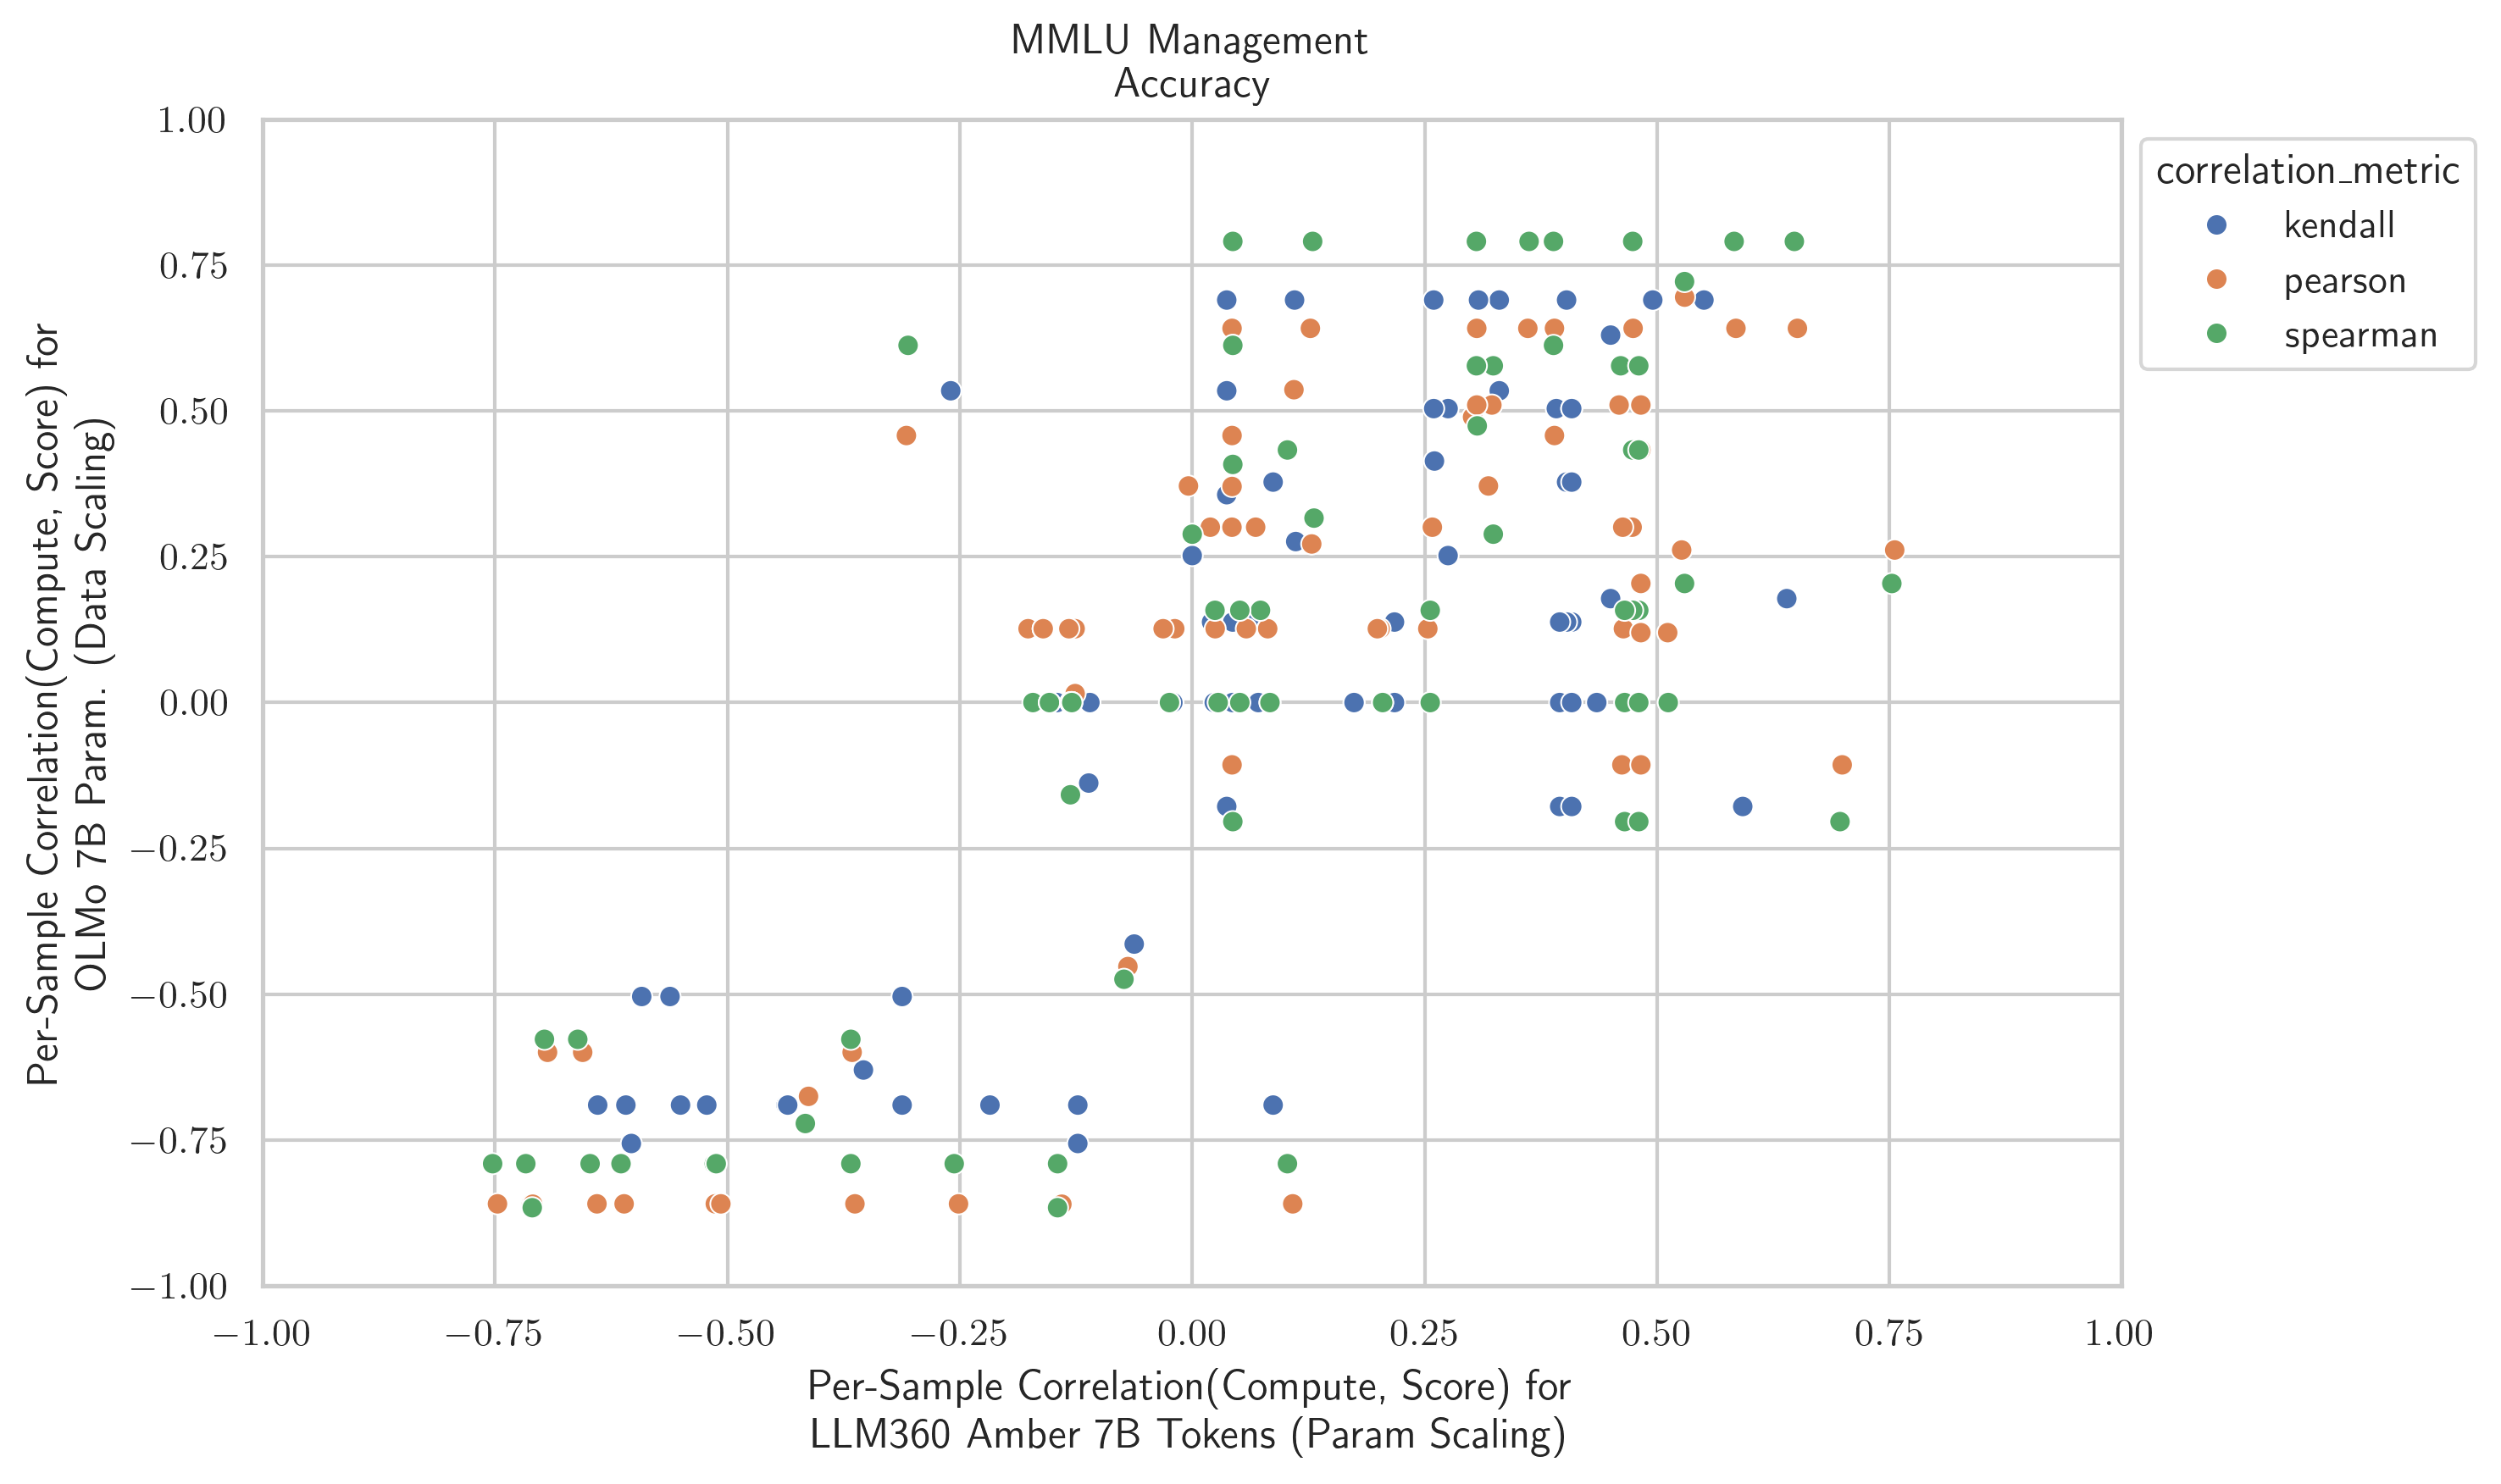 MMLU Management
Accuracy
1.00
0.75
0.50
0.25
0.00
−0.25
−0.50
−0.75
−1.00
Per-Sample Correlation(Compute, Score) for
OLMo 7B Param. (Data Scaling)
−1.00 −0.75 −0.50 −0.25 0.00 0.25 0.50 0.75 1.00
Per-Sample Correlation(Compute, Score) for
LLM360 Amber 7B Tokens (Param Scaling)
correlation_metric
kendall
pearson
spearman